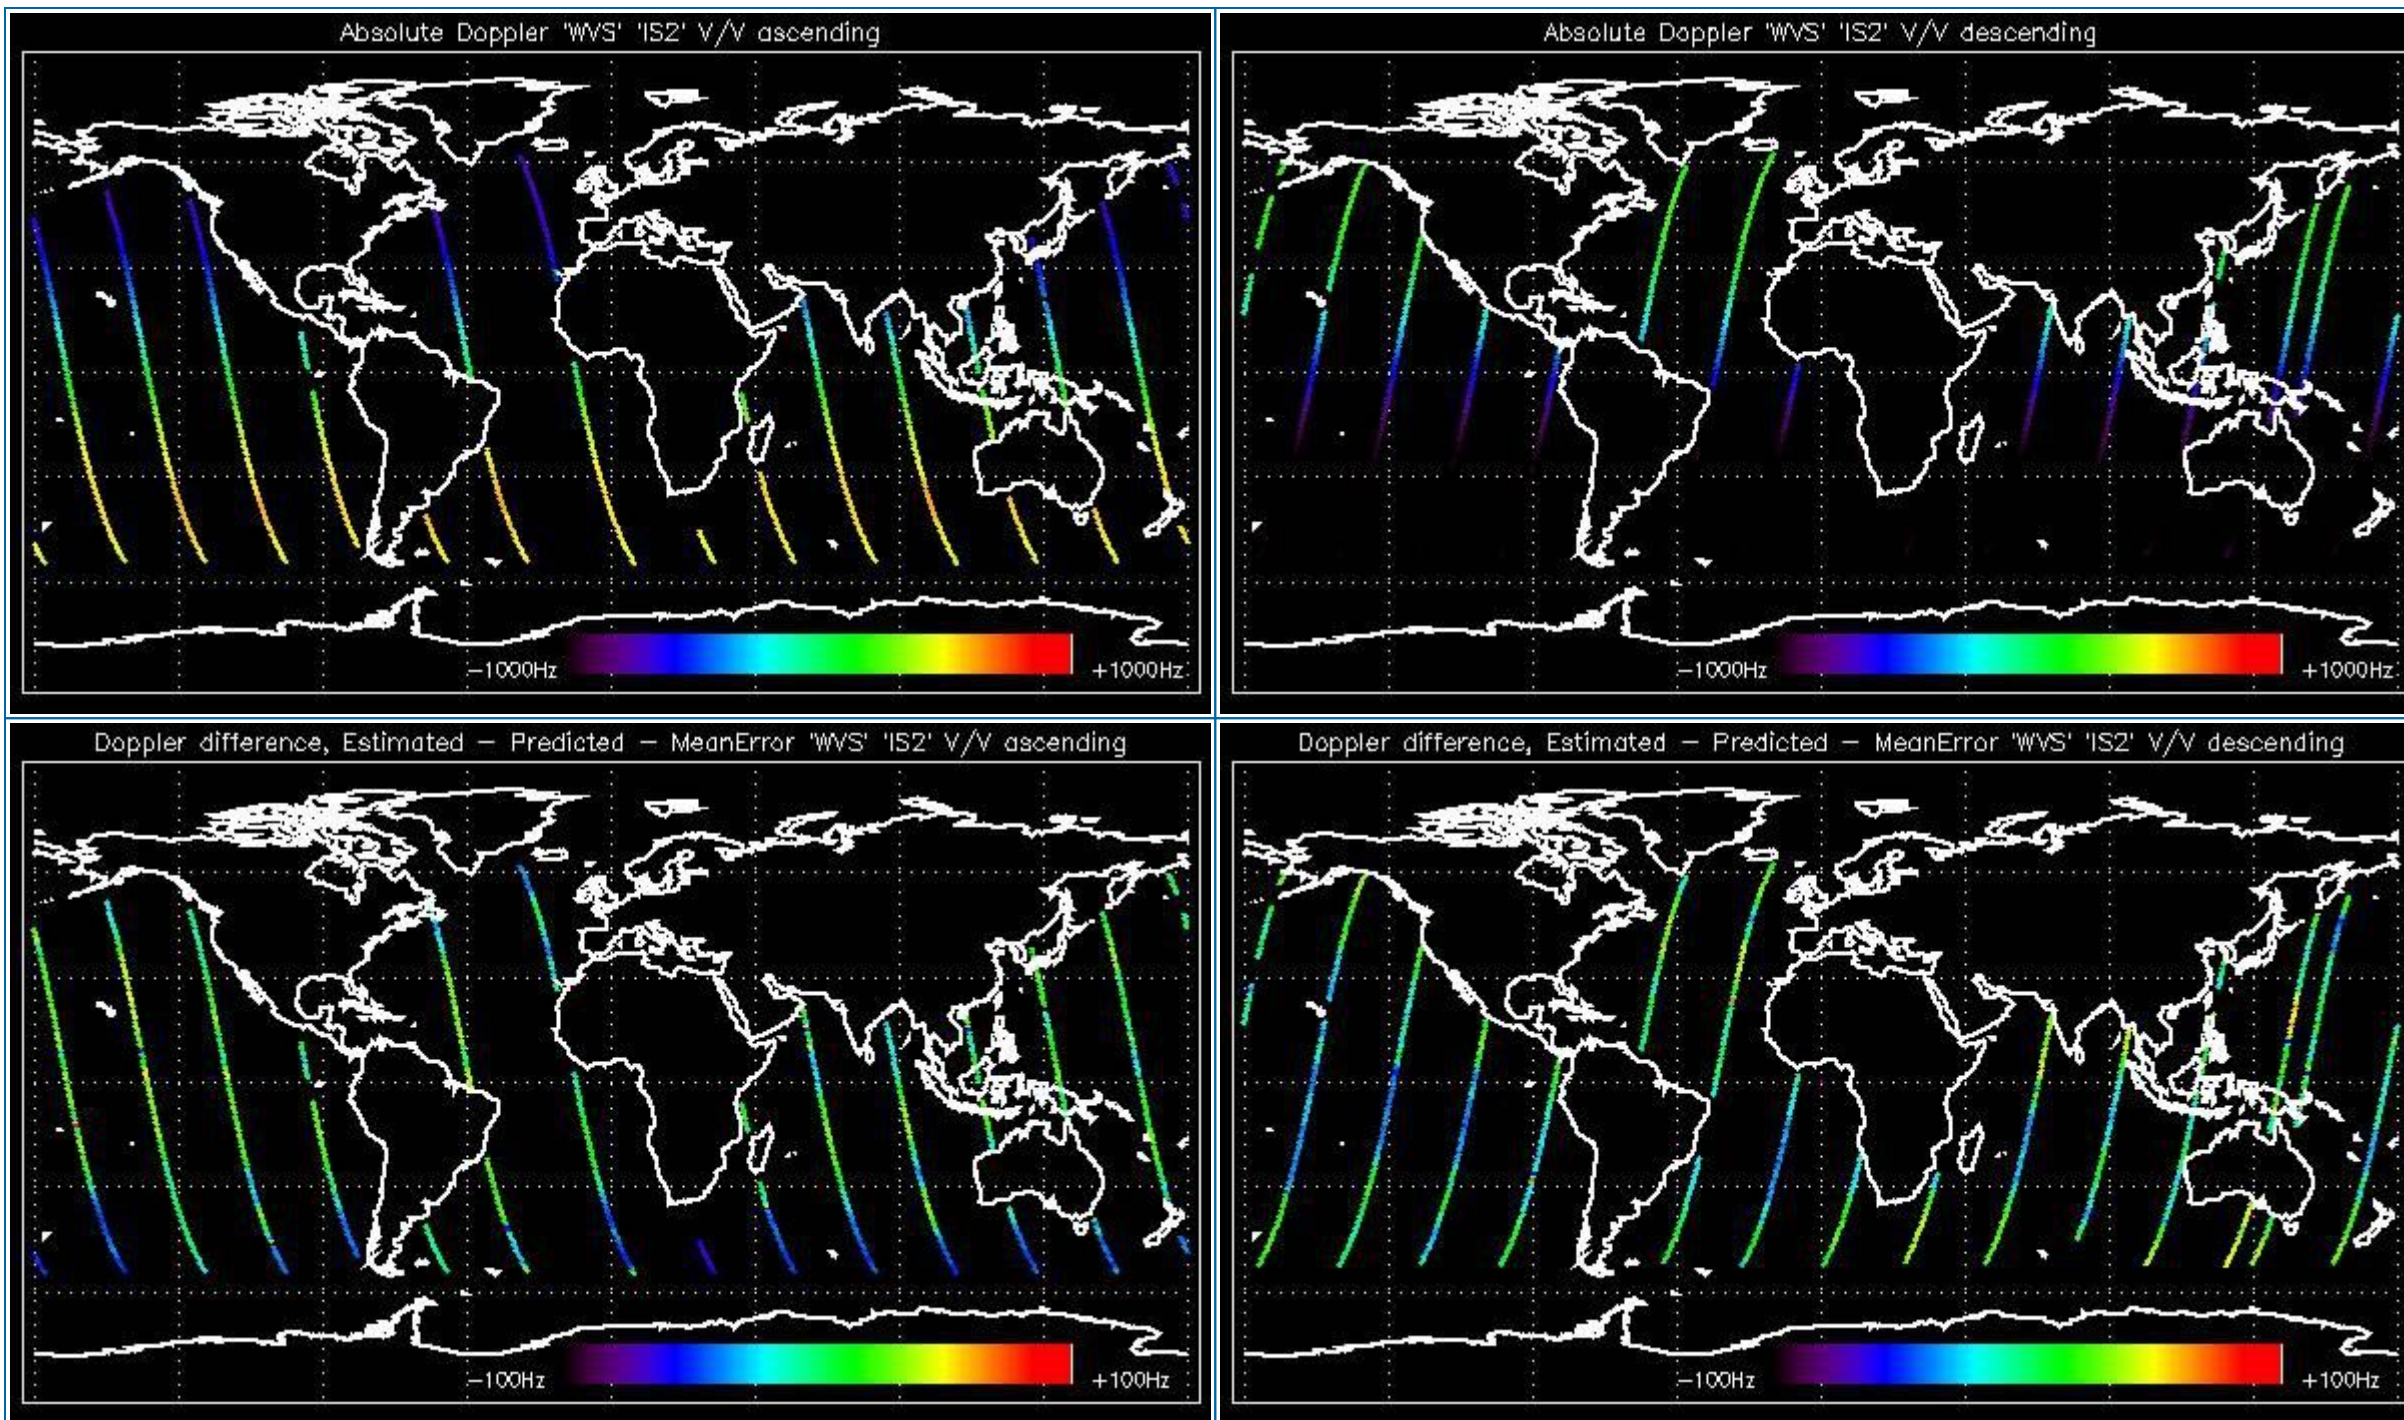 Absolute Doppler 'WVS' 'IS2' V/V ascending
-1000Hz
+1000Hz
Absolute Doppler 'WVS' 'IS2' V/V descending
-1000Hz
+1000Hz
Doppler difference, Estimated - Predicted - MeanError 'WVS' 'IS2' V/V ascending
-100Hz
+100Hz
Doppler difference, Estimated - Predicted - MeanError 'WVS' 'IS2' V/V descending
-100Hz
+100Hz